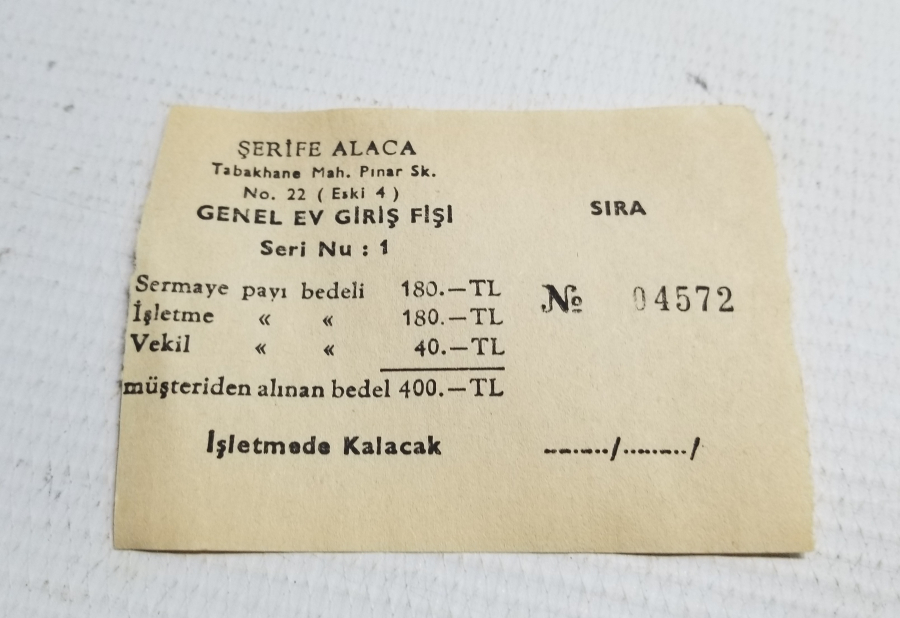 ŞERİFE ALACA
Tabakhane Mah. Pınar Sk.
No. 22 ( Eski 4 )
GENEL EV GİRİŞ FİŞİ
Seri Nu : 1
SIRA
№ 04572
Sermaye payı bedeli 180.—TL
İşletme « « 180.—TL
Vekil « « 40.—TL
müşteriden alınan bedel 400.—TL
İşletmede Kalacak
........./........./